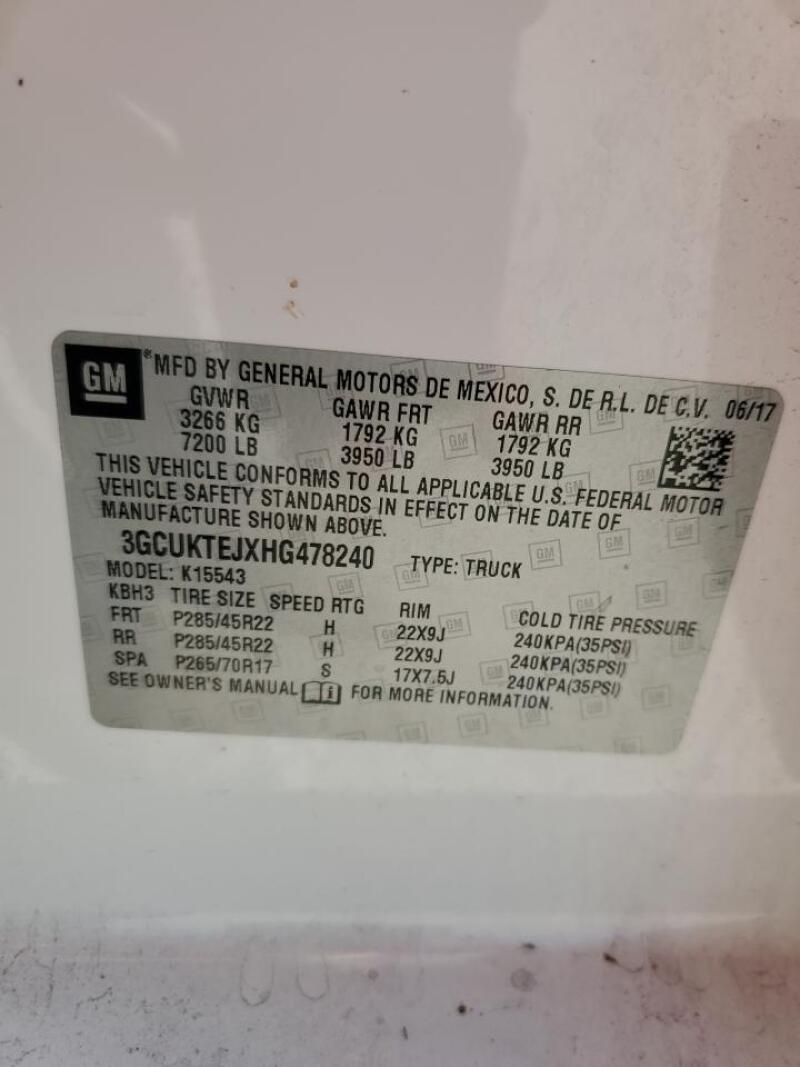 GM ®MFD BY GENERAL MOTORS DE MEXICO, S. DE R.L. DE C.V. 06/17
GVWR GAWR FRT GAWR RR
3266 KG 1792 KG 1792 KG
7200 LB 3950 LB 3950 LB
THIS VEHICLE CONFORMS TO ALL APPLICABLE U.S. FEDERAL MOTOR
VEHICLE SAFETY STANDARDS IN EFFECT ON THE DATE OF
MANUFACTURE SHOWN ABOVE.
3GCUKTEJXHG478240 TYPE: TRUCK
MODEL: K15543
KBH3 TIRE SIZE SPEED RTG RIM COLD TIRE PRESSURE
FRT P285/45R22 H 22X9J 240KPA(35PSI)
RR P285/45R22 H 22X9J 240KPA(35PSI)
SPA P265/70R17 S 17X7.5J 240KPA(35PSI)
SEE OWNER'S MANUAL FOR MORE INFORMATION.